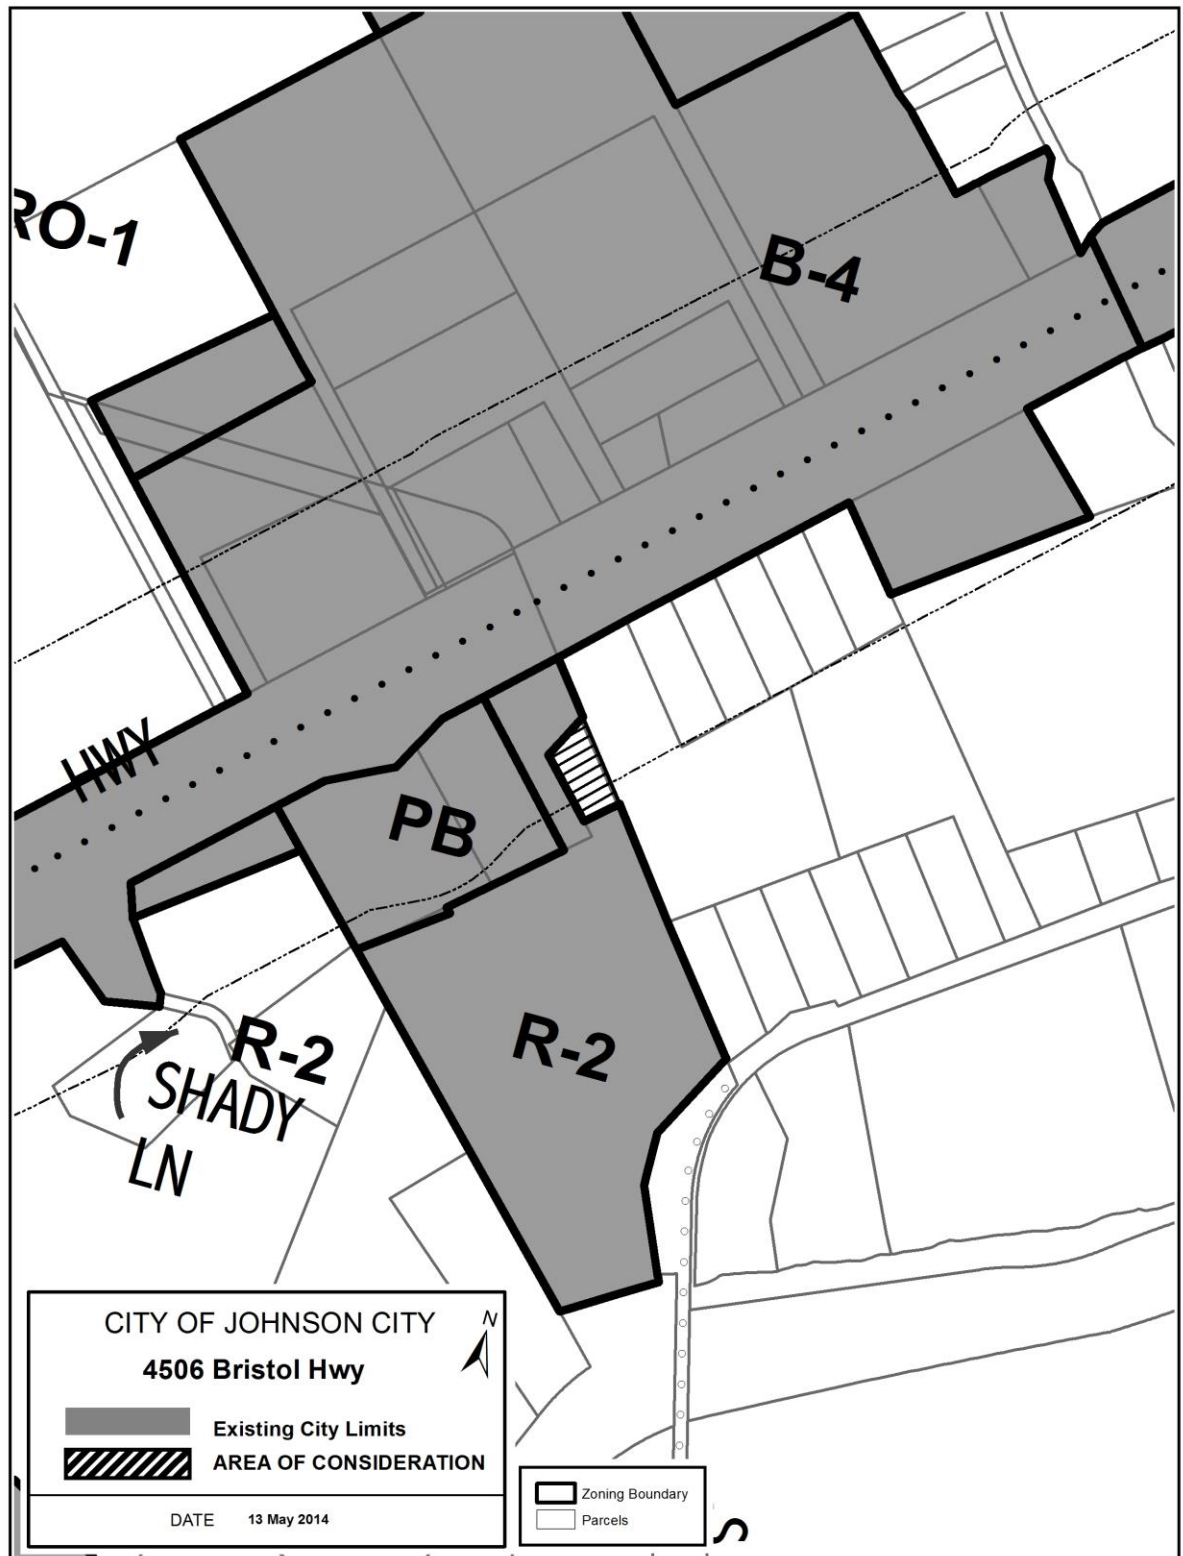 RO-1
B-4
HWY
PB
R-2
R-2
SHADY
LN
CITY OF JOHNSON CITY
N
4506 Bristol Hwy
Existing City Limits
AREA OF CONSIDERATION
Zoning Boundary
Parcels
DATE 13 May 2014
S